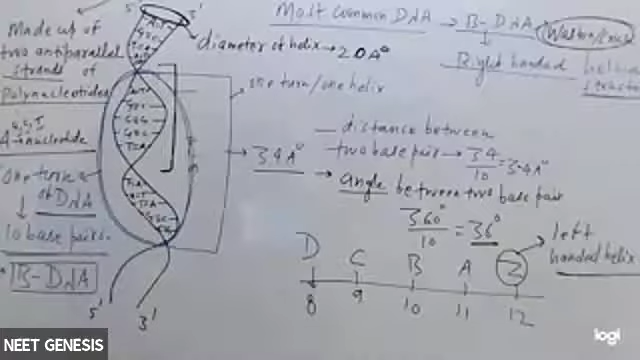 Most common DNA → B-DNA
Right handed
Made up of
two antiparallel
strands of
Polynucleotides
5' 3'
diameter of helix → 20A°
one turn/one helix
34A°
distance between
two base pair → 34/10 = 3.4A°
→ angle between two base pair
360°/10 = 36°
one turn
of DNA
↓
10 base pairs
B-DNA
5' 3'
D C B A Z
8 9 10 11 12
left
handed helix
NEET GENESIS
logi